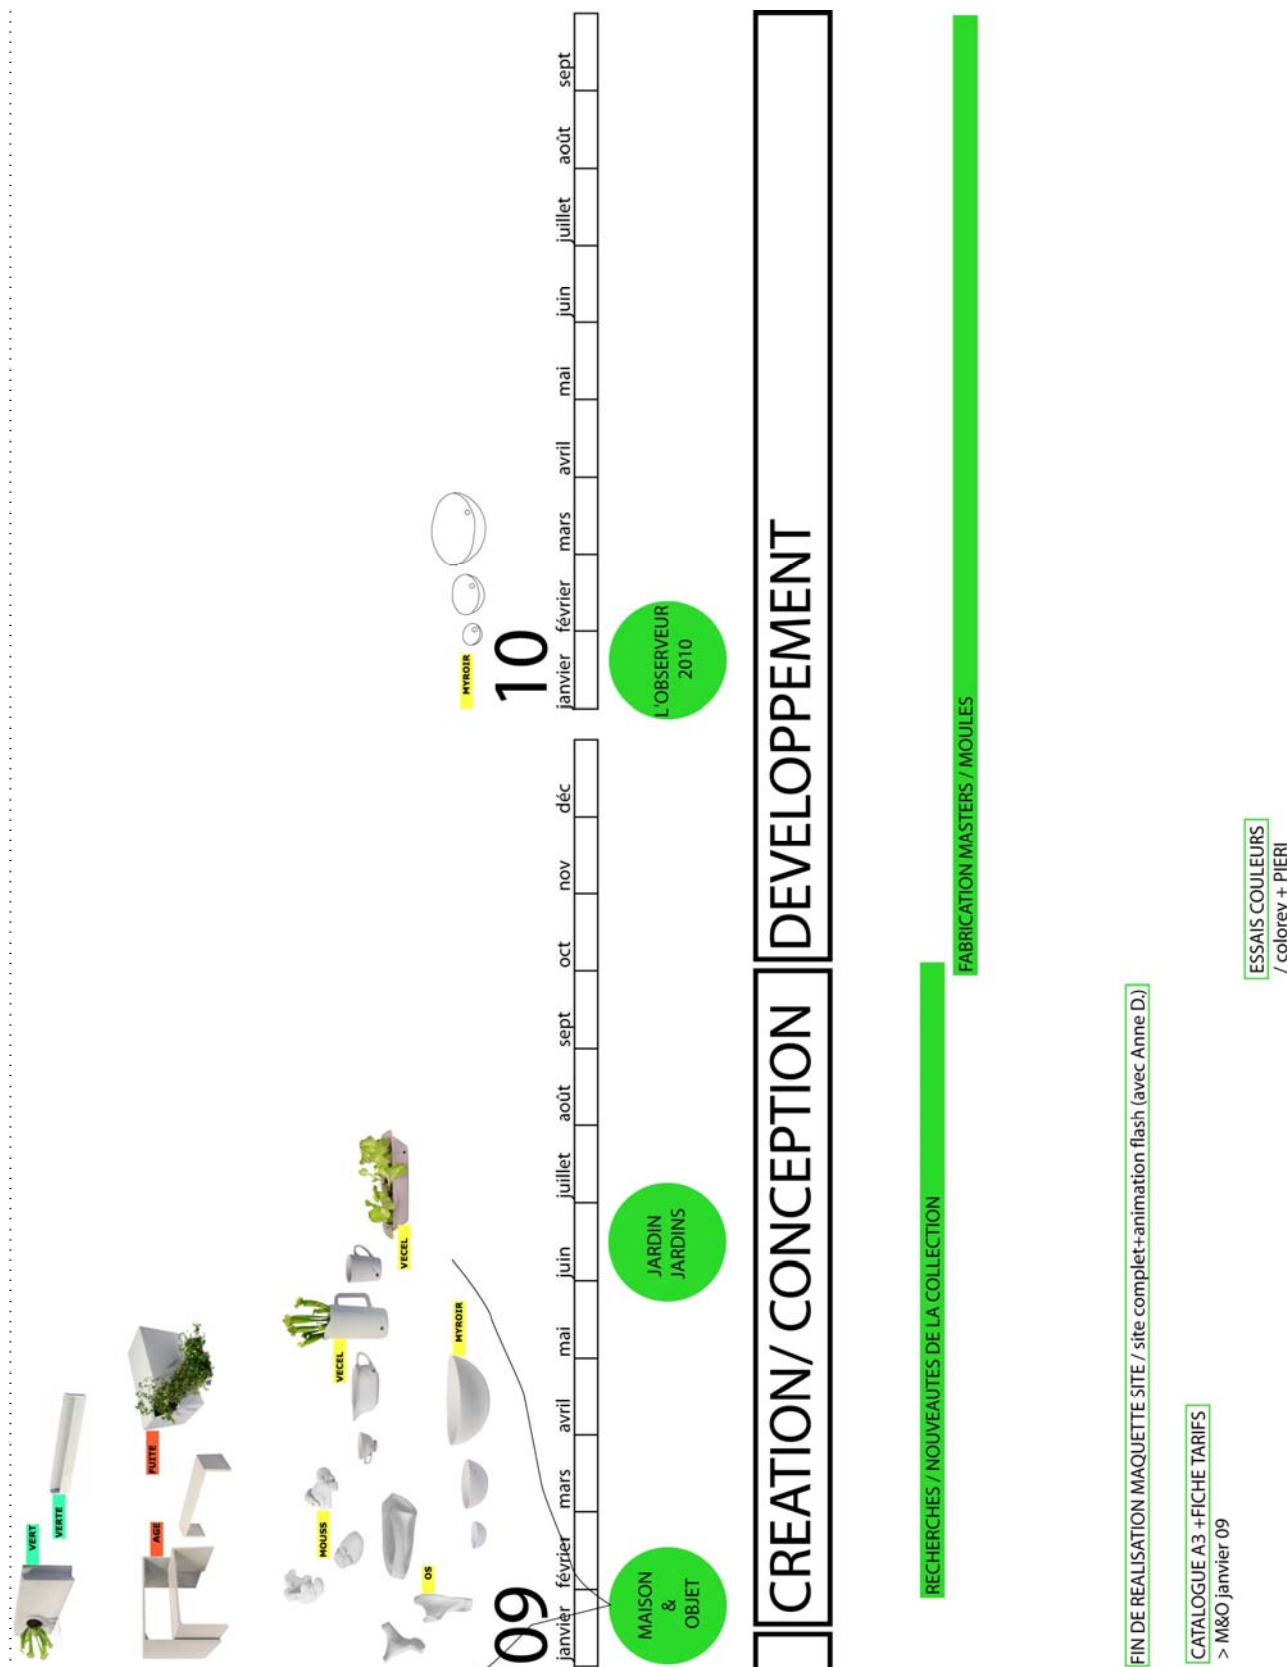 VERT
VERTE
AGE
FUITE
MOUSS
OS
VECEL
VECEL
MYROIR
MYROIR
09
janvier février mars avril mai juin juillet août sept oct nov déc
10
janvier février mars avril mai juin juillet août sept
MAISON
&
OBJET
JARDIN
JARDINS
L'OBSERVEUR
2010
CREATION/ CONCEPTION
DEVELOPPEMENT
RECHERCHES / NOUVEAUTES DE LA COLLECTION
FABRICATION MASTERS / MOULES
FIN DE REALISATION MAQUETTE SITE / site complet+animation flash (avec Anne D.)
CATALOGUE A3 +FICHE TARIFS
> M&O janvier 09
ESSAIS COULEURS
/ colorey + PIERI